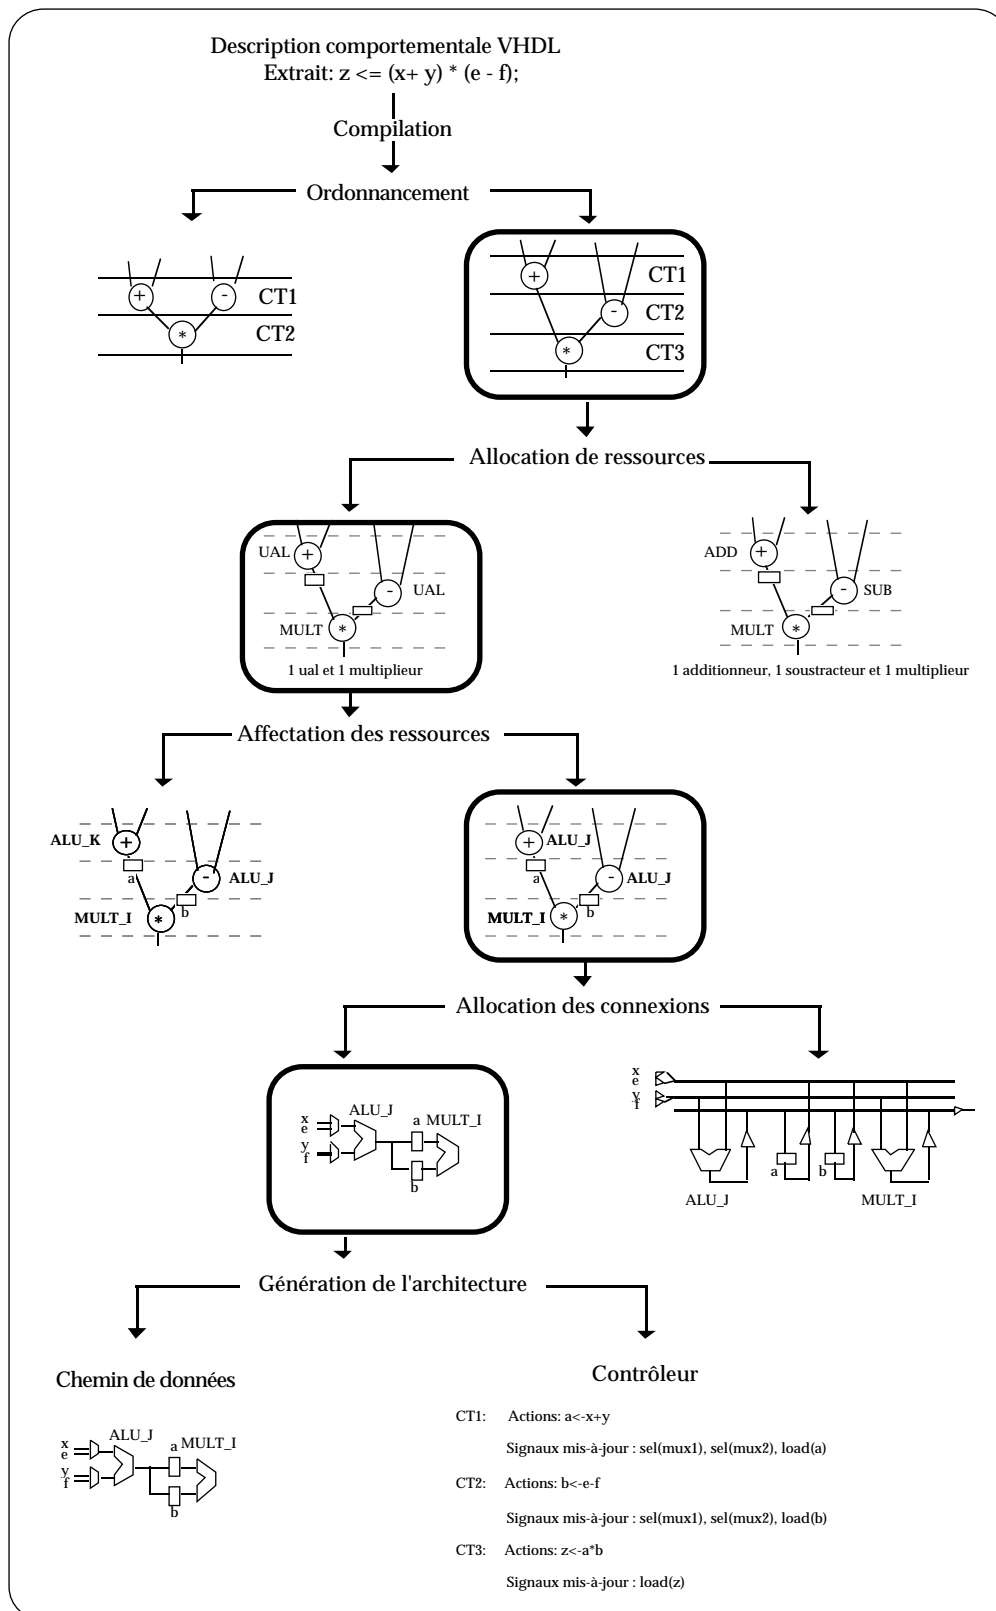 Description comportementale VHDL
Extrait: z <= (x+ y) * (e - f);
Compilation
Ordonnancement
+ - CT1
* CT2
+ CT1
- CT2
* CT3
Allocation de ressources
UAL +
- UAL
MULT *
1 ual et 1 multiplieur
ADD +
- SUB
MULT *
1 additionneur, 1 soustracteur et 1 multiplieur
Affectation des ressources
ALU_K +
a - ALU_J
MULT_I * b
+ ALU_J
a - ALU_J
MULT_I * b
Allocation des connexions
x
e
y
f
ALU_J
a MULT_I
b
x
e
y
f
a b
ALU_J MULT_I
Génération de l'architecture
Chemin de données
x
e
y
f
ALU_J
a MULT_I
b
Contrôleur
CT1: Actions: a<-x+y
Signaux mis-à-jour : sel(mux1), sel(mux2), load(a)
CT2: Actions: b<-e-f
Signaux mis-à-jour : sel(mux1), sel(mux2), load(b)
CT3: Actions: z<-a*b
Signaux mis-à-jour : load(z)